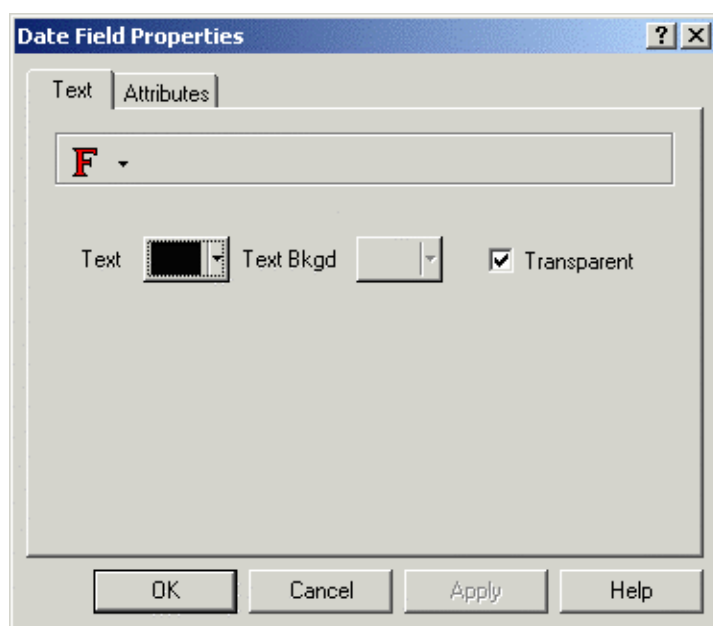 Date Field Properties
Text Attributes
F
Text Text Bkgd Transparent
OK Cancel Apply Help